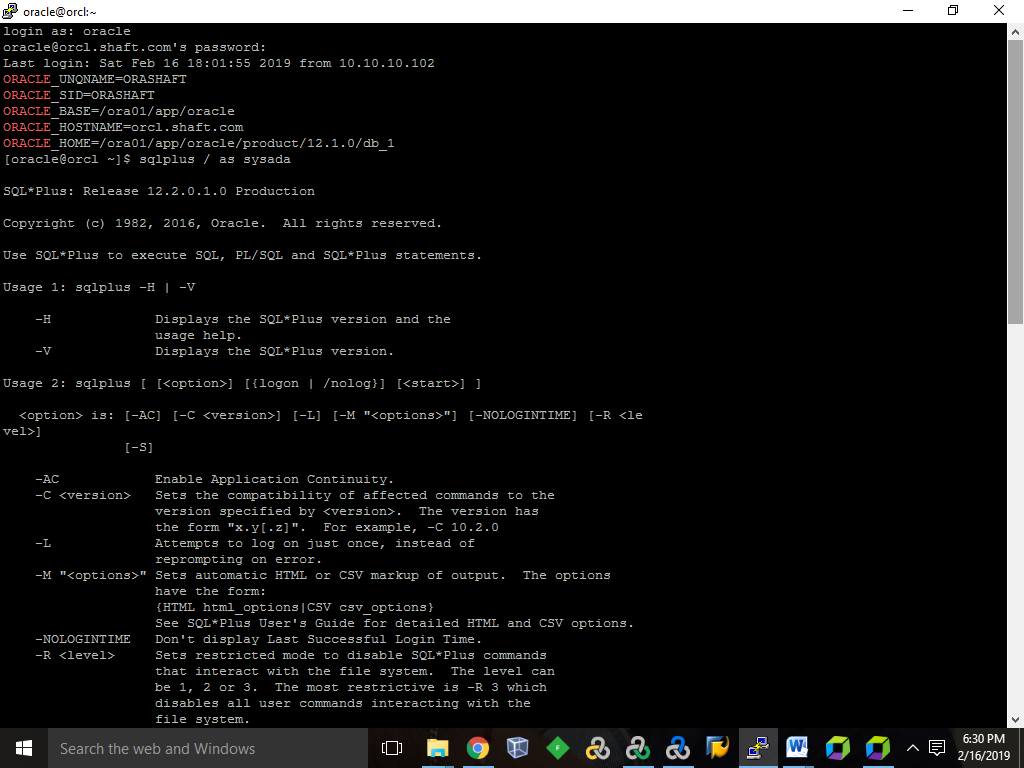 oracle@orcl:~
login as: oracle
oracle@orcl.shaft.com's password:
Last login: Sat Feb 16 18:01:55 2019 from 10.10.10.102
ORACLE_UNQNAME=ORASHAFT
ORACLE_SID=ORASHAFT
ORACLE_BASE=/ora01/app/oracle
ORACLE_HOSTNAME=orcl.shaft.com
ORACLE_HOME=/ora01/app/oracle/product/12.1.0/db_1
[oracle@orcl ~]$ sqlplus / as sysada

SQL*Plus: Release 12.2.0.1.0 Production

Copyright (c) 1982, 2016, Oracle.  All rights reserved.

Use SQL*Plus to execute SQL, PL/SQL and SQL*Plus statements.

Usage 1: sqlplus -H | -V

    -H             Displays the SQL*Plus version and the
                   usage help.
    -V             Displays the SQL*Plus version.

Usage 2: sqlplus [ [<option>] [{logon | /nolog}] [<start>] ]

  <option> is: [-AC] [-C <version>] [-L] [-M "<options>"] [-NOLOGINTIME] [-R <le
vel>]
               [-S]

    -AC            Enable Application Continuity.
    -C <version>   Sets the compatibility of affected commands to the
                   version specified by <version>.  The version has
                   the form "x.y[.z]".  For example, -C 10.2.0
    -L             Attempts to log on just once, instead of
                   reprompting on error.
    -M "<options>" Sets automatic HTML or CSV markup of output.  The options
                   have the form:
                   {HTML html_options|CSV csv_options}
                   See SQL*Plus User's Guide for detailed HTML and CSV options.
    -NOLOGINTIME   Don't display Last Successful Login Time.
    -R <level>     Sets restricted mode to disable SQL*Plus commands
                   that interact with the file system.  The level can
                   be 1, 2 or 3.  The most restrictive is -R 3 which
                   disables all user commands interacting with the
                   file system.
Search the web and Windows
6:30 PM
2/16/2019